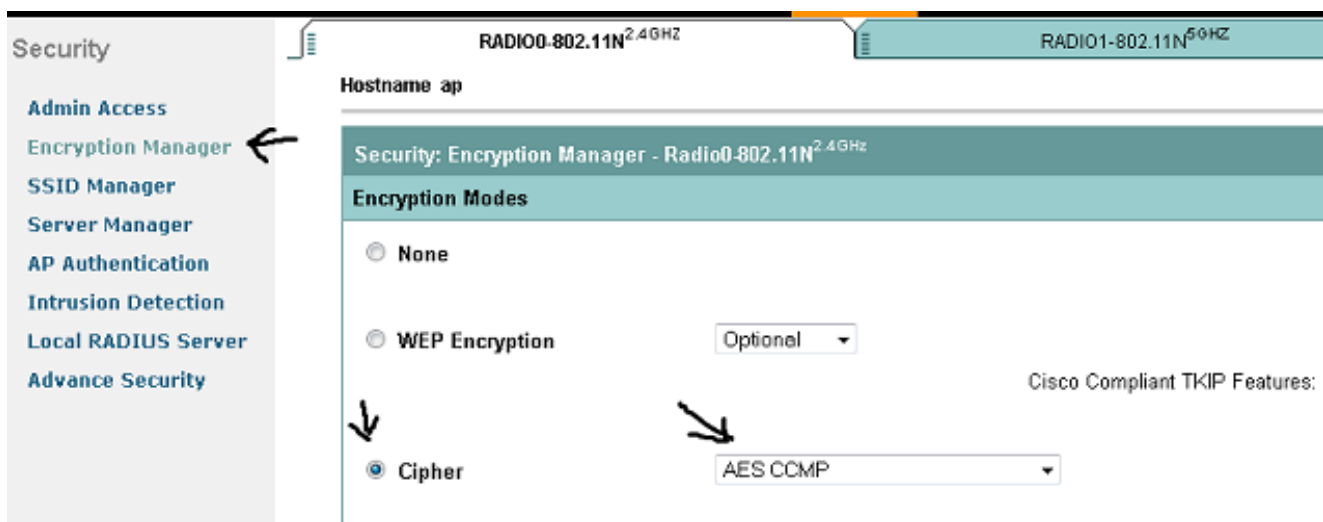 Security
Admin Access
Encryption Manager
SSID Manager
Server Manager
AP Authentication
Intrusion Detection
Local RADIUS Server
Advance Security
RADIO0-802.11N2.4GHZ
RADIO1-802.11N5GHZ
Hostname ap
Security: Encryption Manager - Radio0-802.11N2.4GHz
Encryption Modes
None
WEP Encryption Optional
Cisco Compliant TKIP Features:
Cipher AES CCMP